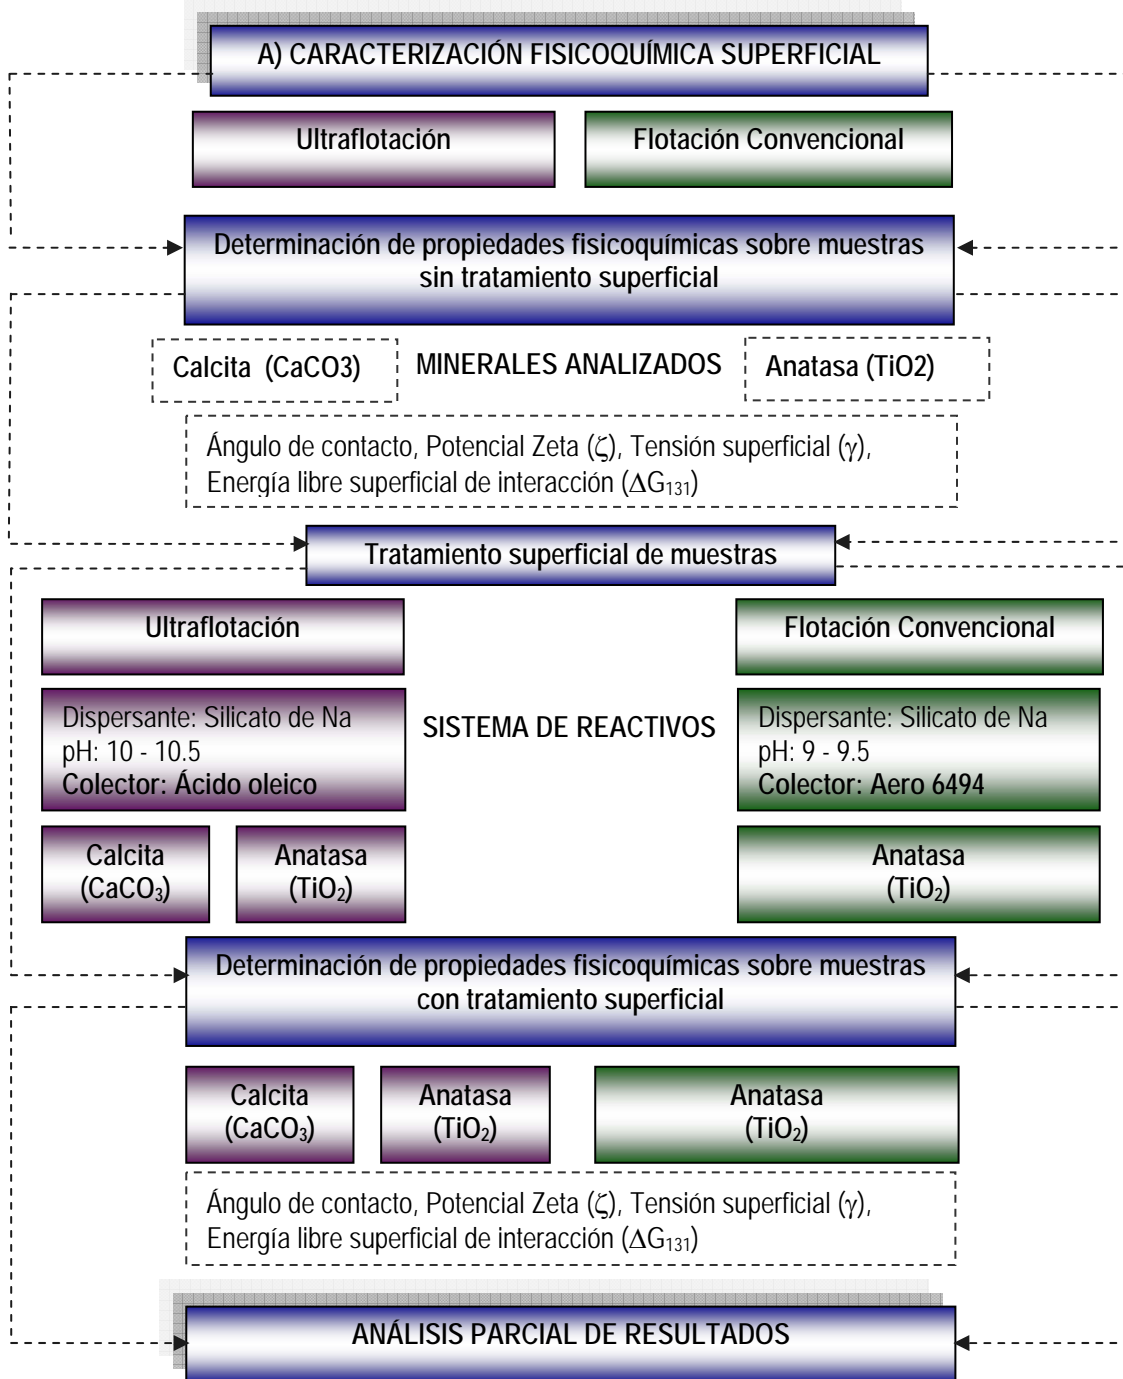 A) CARACTERIZACIÓN FISICOQUÍMICA SUPERFICIAL
Ultraflotación
Flotación Convencional
Determinación de propiedades fisicoquímicas sobre muestras
sin tratamiento superficial
Calcita (CaCO3)
MINERALES ANALIZADOS
Anatasa (TiO2)
Ángulo de contacto, Potencial Zeta (ζ), Tensión superficial (γ),
Energía libre superficial de interacción (ΔG₁₃₁)
Tratamiento superficial de muestras
Ultraflotación
Flotación Convencional
Dispersante: Silicato de Na
pH: 10 - 10.5
Colector: Ácido oleico
SISTEMA DE REACTIVOS
Dispersante: Silicato de Na
pH: 9 - 9.5
Colector: Aero 6494
Calcita
(CaCO₃)
Anatasa
(TiO₂)
Anatasa
(TiO₂)
Determinación de propiedades fisicoquímicas sobre muestras
con tratamiento superficial
Calcita
(CaCO₃)
Anatasa
(TiO₂)
Anatasa
(TiO₂)
Ángulo de contacto, Potencial Zeta (ζ), Tensión superficial (γ),
Energía libre superficial de interacción (ΔG₁₃₁)
ANÁLISIS PARCIAL DE RESULTADOS